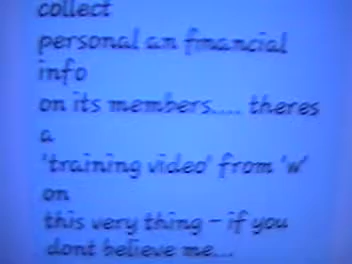 collect
personal an financial
info
on its members.... theres
a
'training video' from 'w'
on
this very thing - if you
dont believe me...